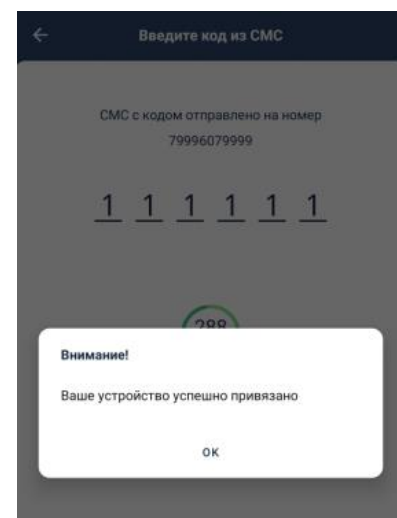 Введите код из СМС
СМС с кодом отправлено на номер
79996079999
1 1 1 1 1 1
288
Внимание!
Ваше устройство успешно привязано
ОК